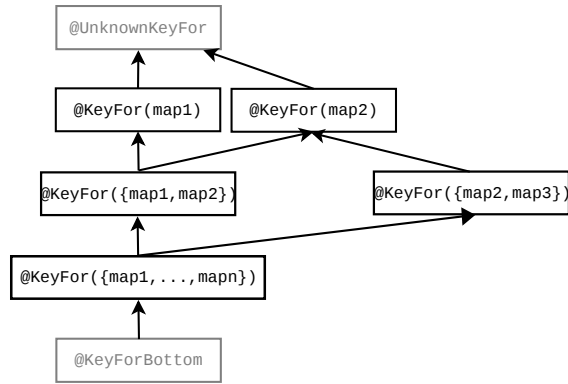 @UnknownKeyFor
@KeyFor(map1)
@KeyFor(map2)
@KeyFor({map1,map2})
@KeyFor({map2,map3})
@KeyFor({map1,...,mapn})
@KeyForBottom